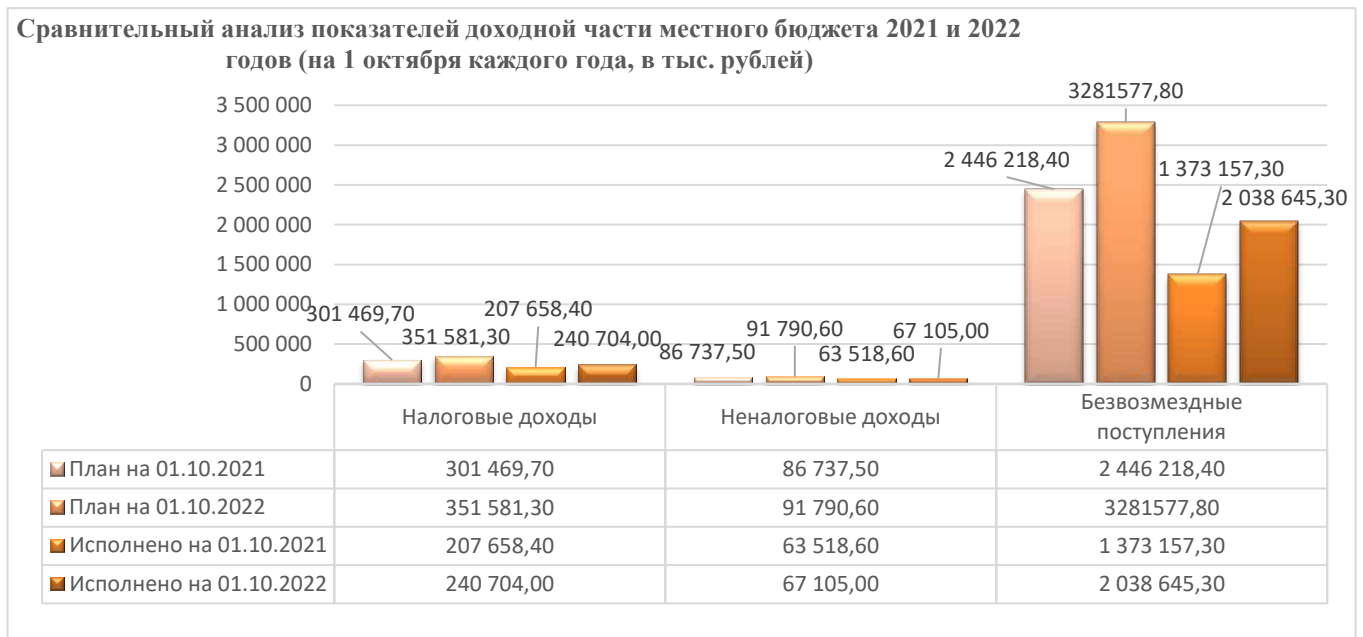 Сравнительный анализ показателей доходной части местного бюджета 2021 и 2022
годов (на 1 октября каждого года, в тыс. рублей)
3 500 000
3 000 000
2 500 000
2 000 000
1 500 000
1 000 000
500 000
0
301 469,70
351 581,30
207 658,40
240 704,00
86 737,50
91 790,60
63 518,60
67 105,00
2 446 218,40
3281577,80
1 373 157,30
2 038 645,30
Налоговые доходы
Неналоговые доходы
Безвозмездные
поступления
План на 01.10.2021 301 469,70 86 737,50 2 446 218,40
План на 01.10.2022 351 581,30 91 790,60 3281577,80
Исполнено на 01.10.2021 207 658,40 63 518,60 1 373 157,30
Исполнено на 01.10.2022 240 704,00 67 105,00 2 038 645,30